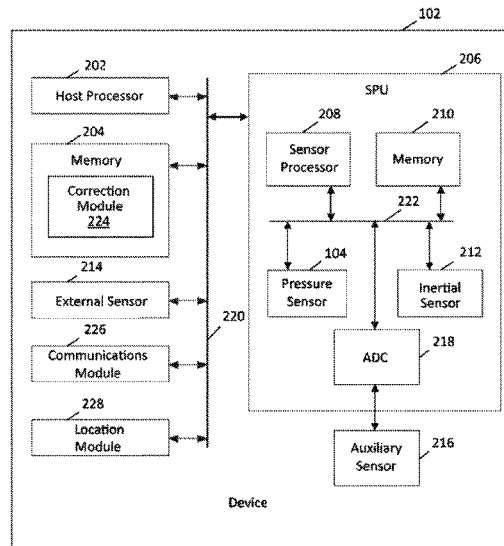 102
202
Host Processor
204
Memory
Correction
Module
224
214
External Sensor
226
Communications
Module
228
Location
Module
220
206
SPU
208
Sensor
Processor
210
Memory
222
104
Pressure
Sensor
212
Inertial
Sensor
218
ADC
216
Auxiliary
Sensor
Device